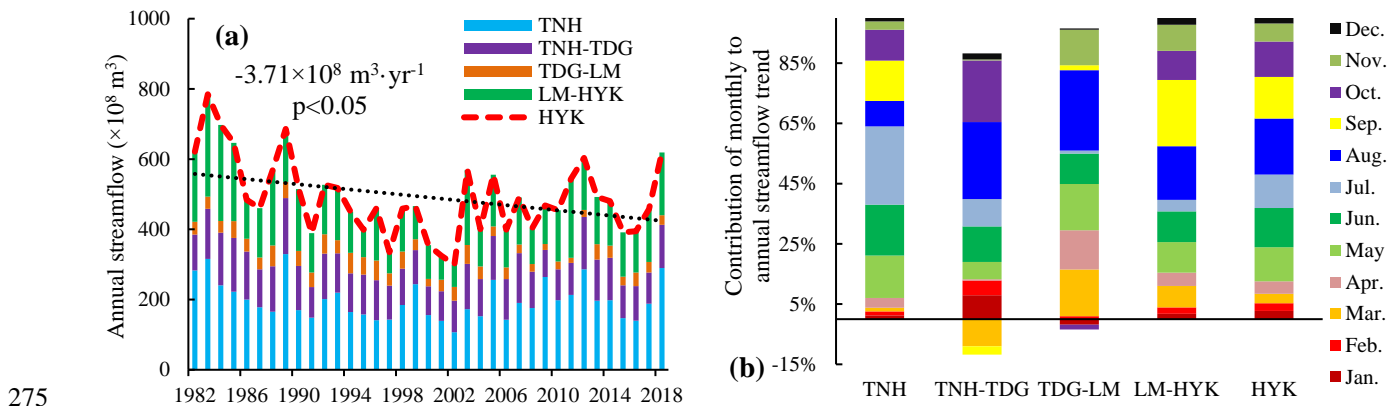 (a)
-3.71×10⁸ m³·yr⁻¹
p<0.05
TNH
TNH-TDG
TDG-LM
LM-HYK
HYK
Annual streamflow (×10⁸ m³)
1000
800
600
400
200
0
1982 1986 1990 1994 1998 2002 2006 2010 2014 2018
(b)
Contribution of monthly to
annual streamflow trend
85%
65%
45%
25%
5%
-15%
TNH TNH-TDG TDG-LM LM-HYK HYK
Dec.
Nov.
Oct.
Sep.
Aug.
Jul.
Jun.
May
Apr.
Mar.
Feb.
Jan.
275